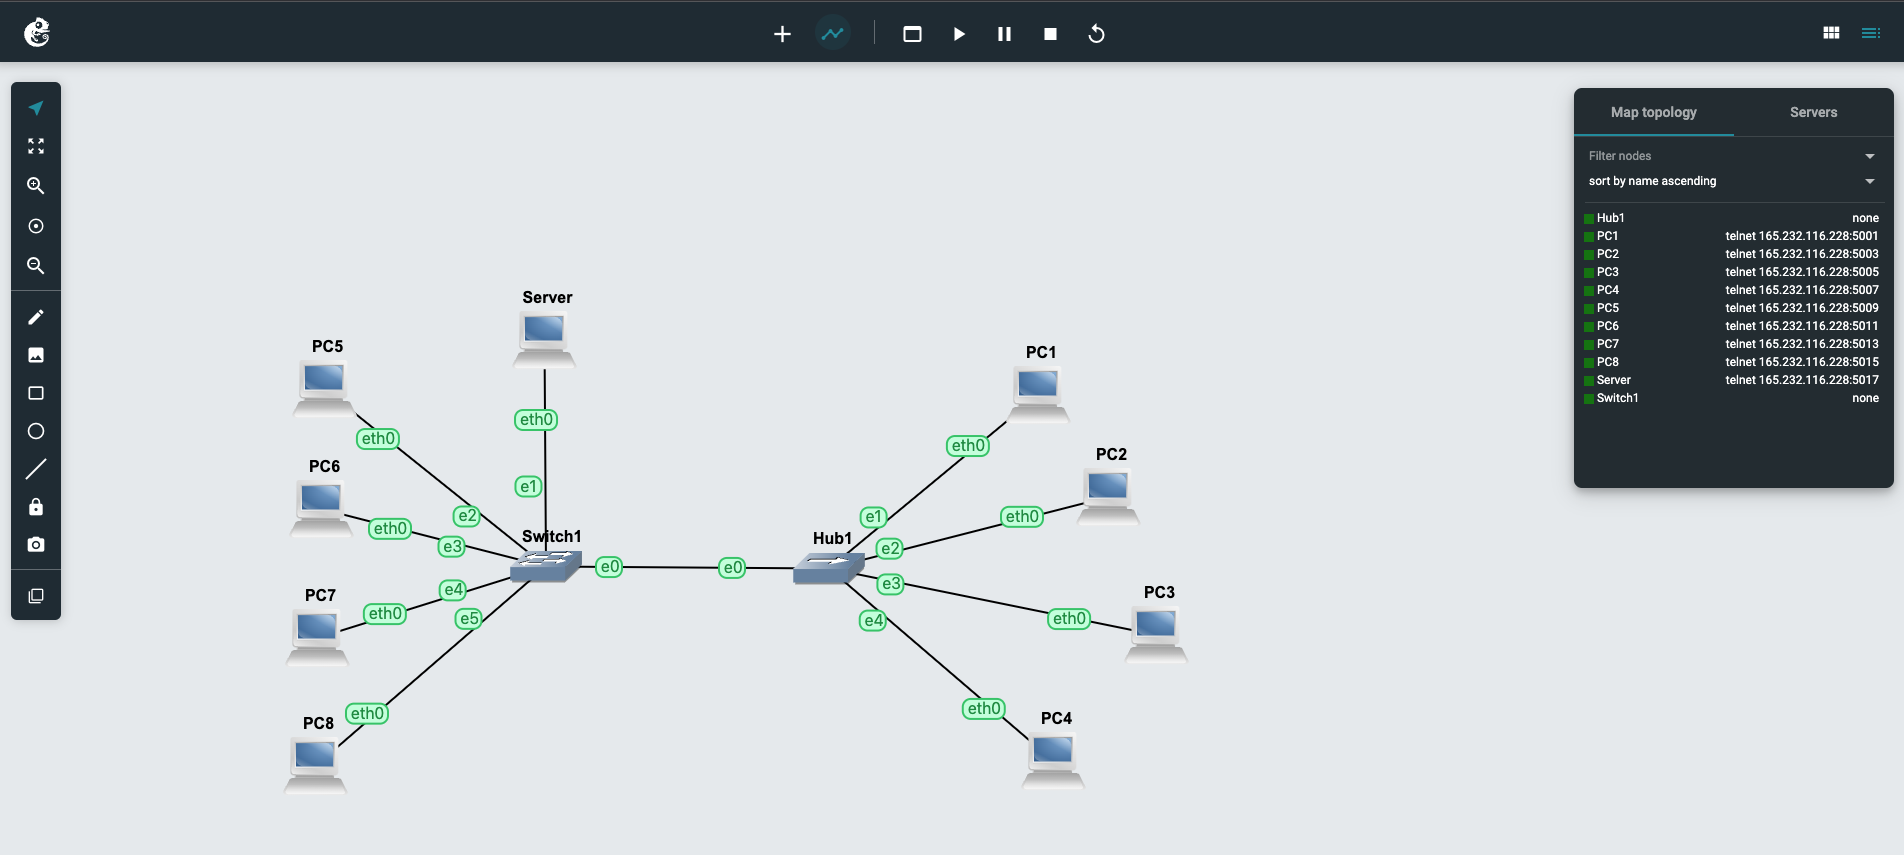 Map topology Servers
Filter nodes
sort by name ascending
Hub1 none
PC1 telnet 165.232.116.228:5001
PC2 telnet 165.232.116.228:5003
PC3 telnet 165.232.116.228:5005
PC4 telnet 165.232.116.228:5007
PC5 telnet 165.232.116.228:5009
PC6 telnet 165.232.116.228:5011
PC7 telnet 165.232.116.228:5013
PC8 telnet 165.232.116.228:5015
Server telnet 165.232.116.228:5017
Switch1 none
Server
PC5
PC1
eth0
eth0
eth0
PC2
PC6
e1
e2
eth0
e1
eth0
eth0
Switch1
Hub1
e3
e2
e0
e0
e4
e3
PC7
PC3
eth0
e5
e4
eth0
eth0
eth0
PC8
PC4